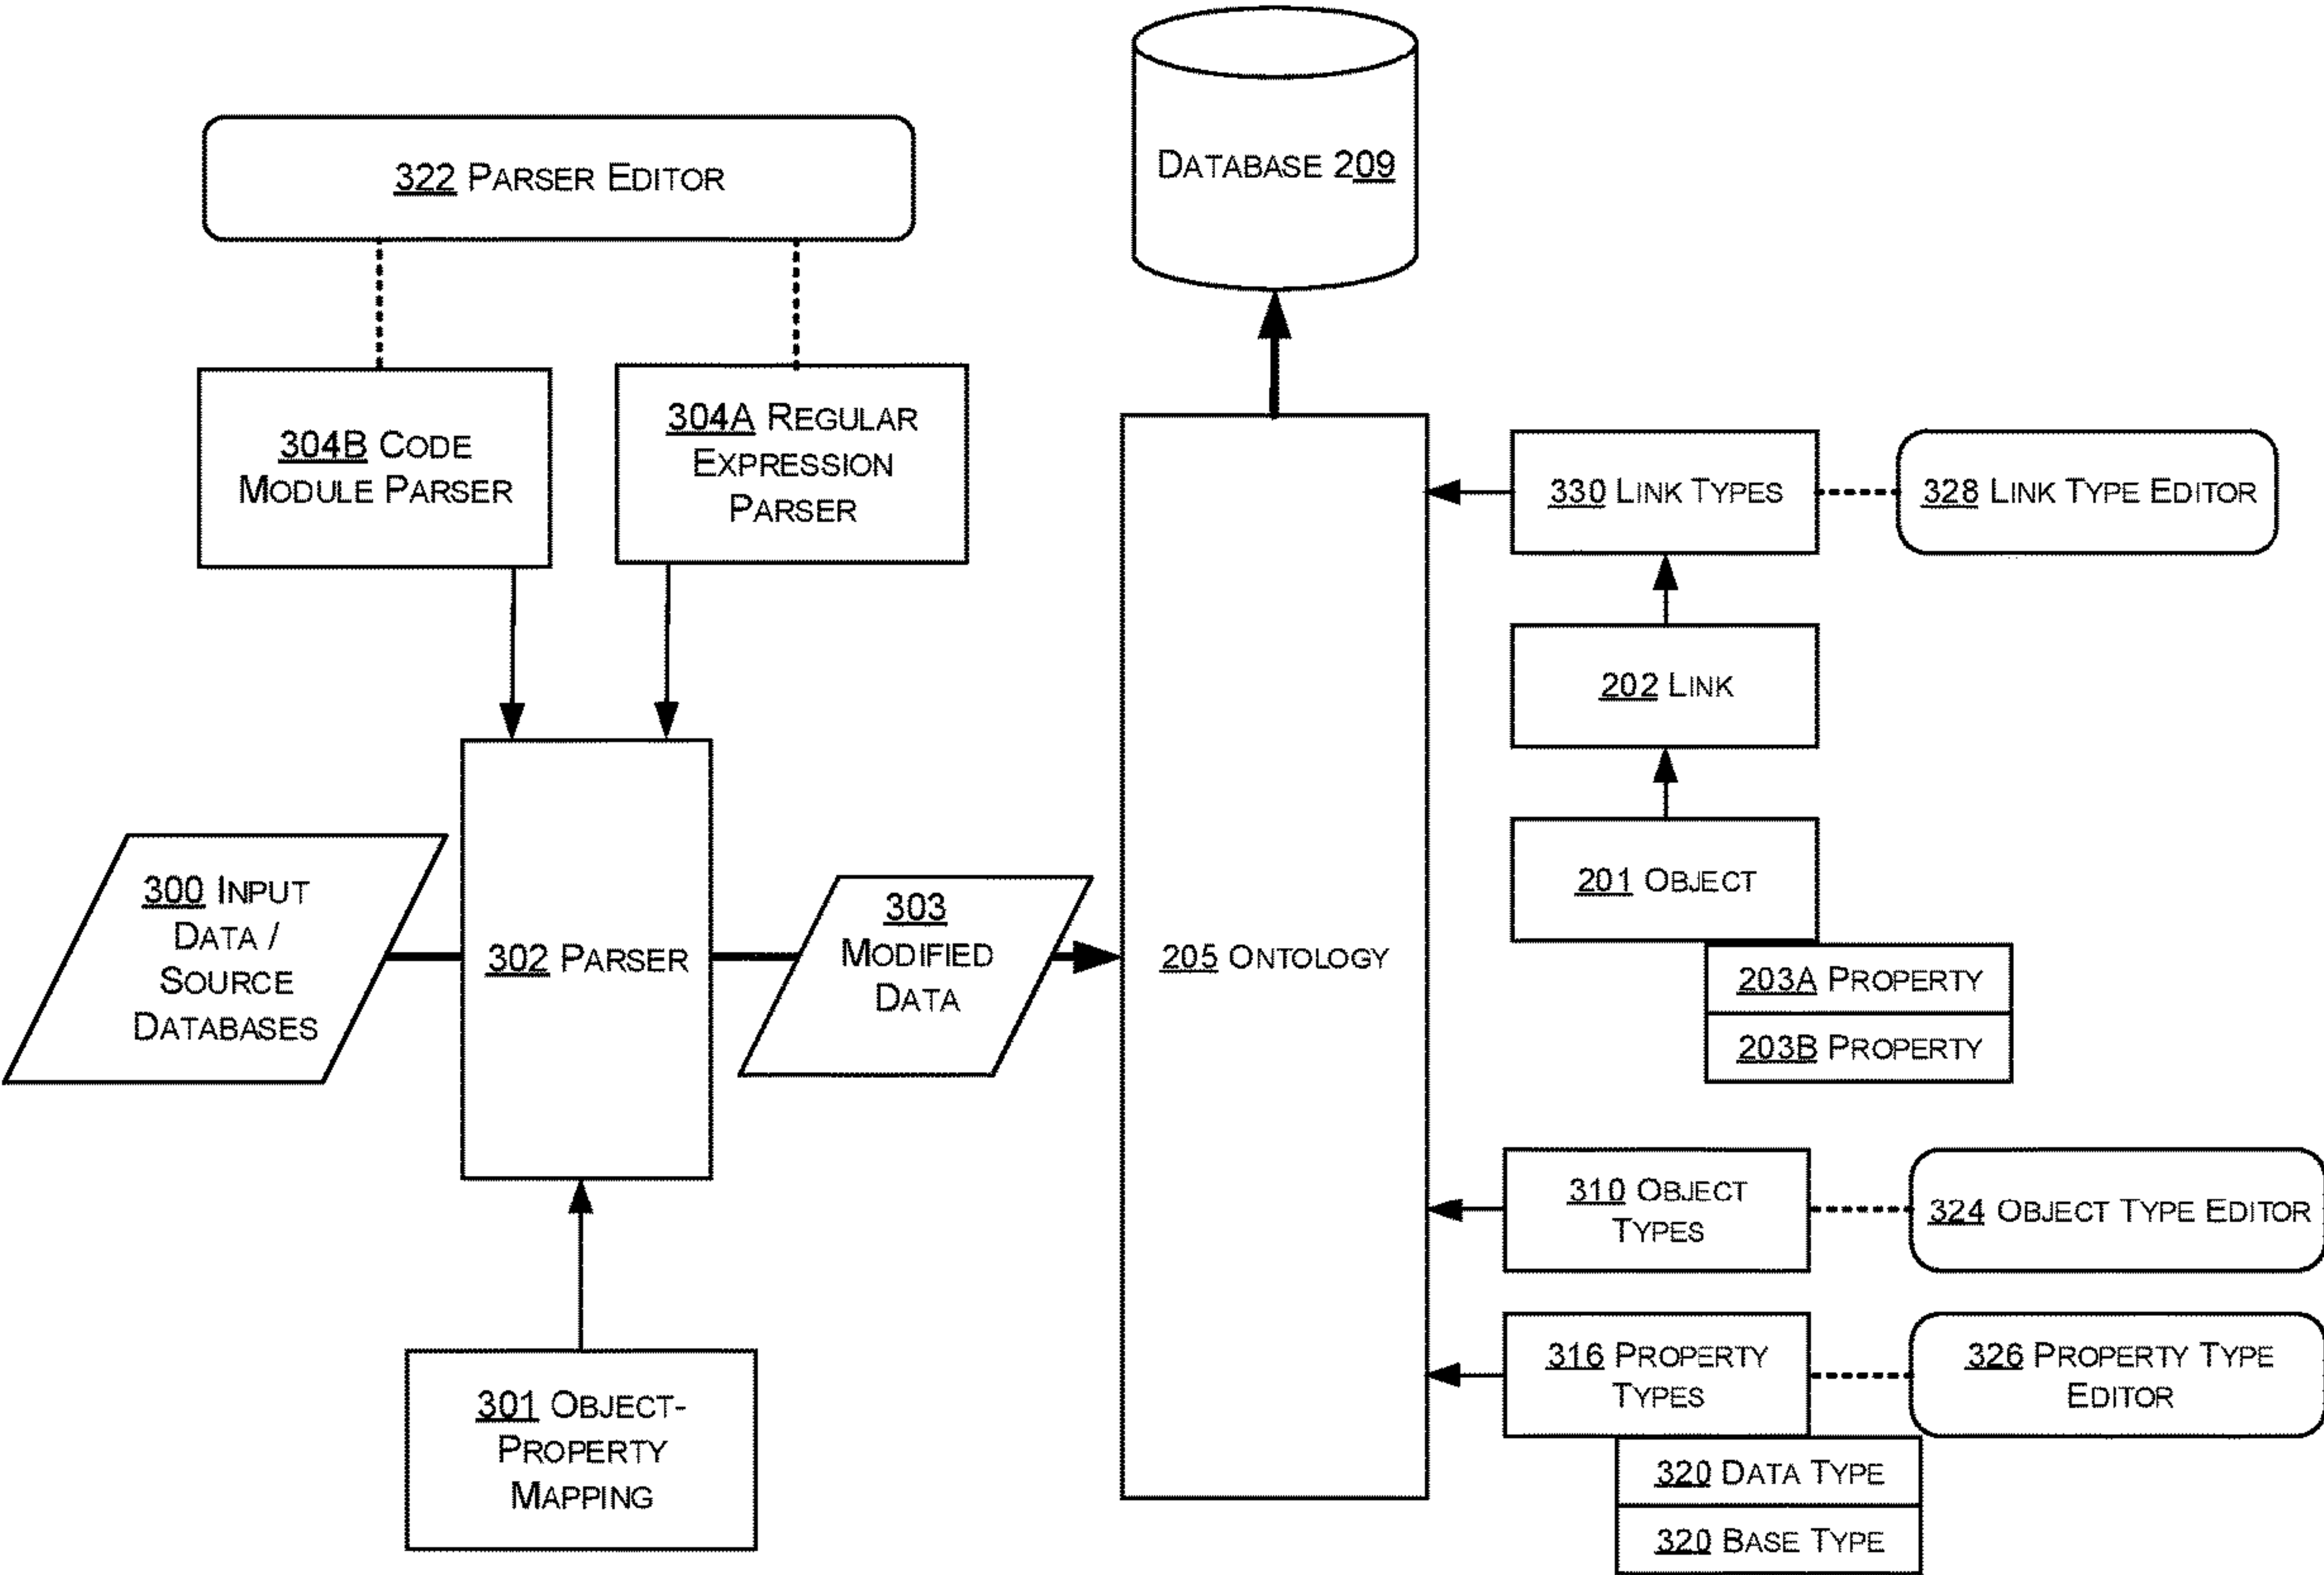 322 PARSER EDITOR
DATABASE 209
304B CODE
MODULE PARSER
304A REGULAR
EXPRESSION
PARSER
330 LINK TYPES
328 LINK TYPE EDITOR
202 LINK
201 OBJECT
203A PROPERTY
203B PROPERTY
300 INPUT
DATA /
SOURCE
DATABASES
302 PARSER
303
MODIFIED
DATA
205 ONTOLOGY
310 OBJECT
TYPES
324 OBJECT TYPE EDITOR
316 PROPERTY
TYPES
326 PROPERTY TYPE
EDITOR
320 DATA TYPE
320 BASE TYPE
301 OBJECT-
PROPERTY
MAPPING